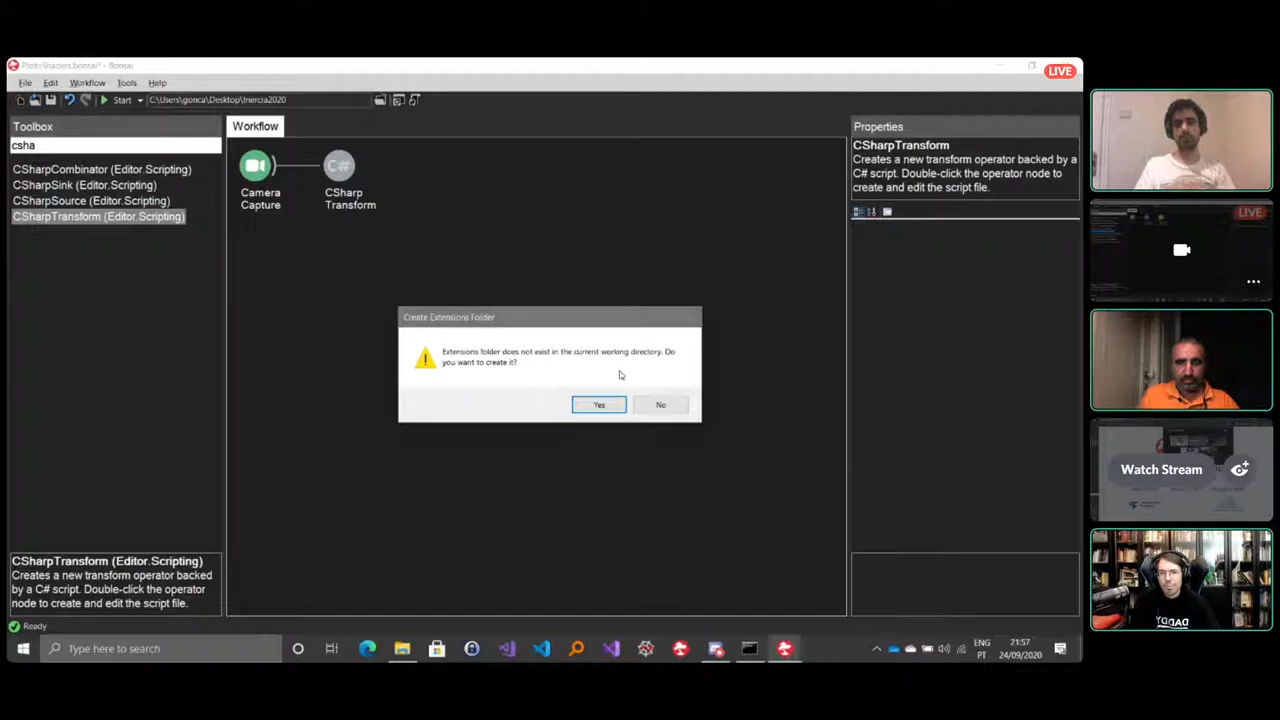 ProtoShaders.bonsai* - Bonsai
LIVE
File Edit Workflow Tools Help
Start C:\Users\gonca\Desktop\Inercia2020
Toolbox
csha
CSharpCombinator (Editor.Scripting)
CSharpSink (Editor.Scripting)
CSharpSource (Editor.Scripting)
CSharpTransform (Editor.Scripting)
CSharpTransform (Editor.Scripting)
Creates a new transform operator backed
by a C# script. Double-click the operator
node to create and edit the script file.
Workflow
C#
Camera
Capture
CSharp
Transform
Create Extensions Folder
Extensions folder does not exist in the current working directory. Do
you want to create it?
Yes No
Properties
CSharpTransform
Creates a new transform operator backed by a
C# script. Double-click the operator node to
create and edit the script file.
Ready
Type here to search
ENG
PT
21:57
24/09/2020
LIVE
Watch Stream
DADDY